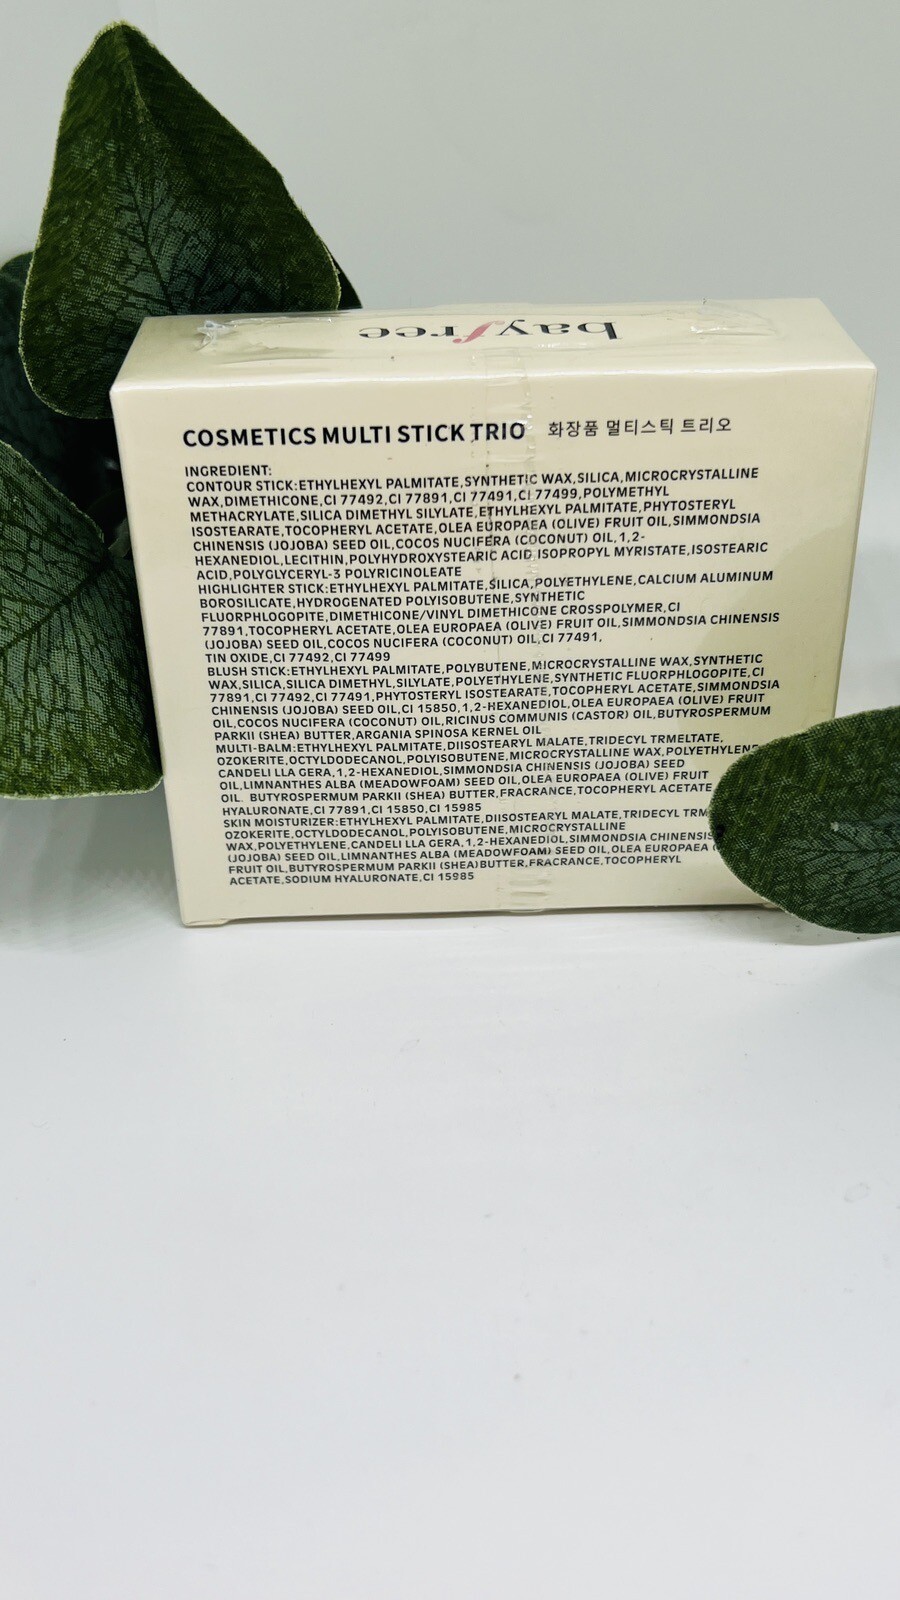 bayfree
COSMETICS MULTI STICK TRIO 화장품 멀티스틱 트리오
INGREDIENT:
CONTOUR STICK:ETHYLHEXYL PALMITATE,SYNTHETIC WAX,SILICA,MICROCRYSTALLINE
WAX,DIMETHICONE,CI 77492,CI 77891,CI 77491,CI 77499,POLYMETHYL
METHACRYLATE,SILICA DIMETHYL SILYLATE,ETHYLHEXYL PALMITATE,PHYTOSTERYL
ISOSTEARATE,TOCOPHERYL ACETATE,OLEA EUROPAEA (OLIVE) FRUIT OIL,SIMMONDSIA
CHINENSIS (JOJOBA) SEED OIL,COCOS NUCIFERA (COCONUT) OIL,1,2-
HEXANEDIOL,LECITHIN,POLYHYDROXYSTEARIC ACID,ISOPROPYL MYRISTATE,ISOSTEARIC
ACID,POLYGLYCERYL-3 POLYRICINOLEATE
HIGHLIGHTER STICK:ETHYLHEXYL PALMITATE,SILICA,POLYETHYLENE,CALCIUM ALUMINUM
BOROSILICATE,HYDROGENATED POLYISOBUTENE,SYNTHETIC
FLUORPHLOGOPITE,DIMETHICONE/VINYL DIMETHICONE CROSSPOLYMER,CI
77891,TOCOPHERYL ACETATE,OLEA EUROPAEA (OLIVE) FRUIT OIL,SIMMONDSIA CHINENSIS
(JOJOBA) SEED OIL,COCOS NUCIFERA (COCONUT) OIL,CI 77491,
TIN OXIDE,CI 77492,CI 77499
BLUSH STICK:ETHYLHEXYL PALMITATE,POLYBUTENE,MICROCRYSTALLINE WAX,SYNTHETIC
WAX,SILICA,SILICA DIMETHYL,SILYLATE,POLYETHYLENE,SYNTHETIC FLUORPHLOGOPITE,CI
77891,CI 77492,CI 77491,PHYTOSTERYL ISOSTEARATE,TOCOPHERYL ACETATE,SIMMONDSIA
CHINENSIS (JOJOBA) SEED OIL,CI 15850,1,2-HEXANEDIOL,OLEA EUROPAEA (OLIVE) FRUIT
OIL,COCOS NUCIFERA (COCONUT) OIL,RICINUS COMMUNIS (CASTOR) OIL,BUTYROSPERMUM
PARKII (SHEA) BUTTER,ARGANIA SPINOSA KERNEL OIL
MULTI-BALM:ETHYLHEXYL PALMITATE,DIISOSTEARYL MALATE,TRIDECYL TRMELTATE,
OZOKERITE,OCTYLDODECANOL,POLYISOBUTENE,MICROCRYSTALLINE WAX,POLYETHYLENE
CANDELI LLA GERA,1,2-HEXANEDIOL,SIMMONDSIA CHINENSIS (JOJOBA) SEED
OIL,LIMNANTHES ALBA (MEADOWFOAM) SEED OIL,OLEA EUROPAEA (OLIVE) FRUIT
OIL. BUTYROSPERMUM PARKII (SHEA) BUTTER,FRAGRANCE,TOCOPHERYL ACETATE
HYALURONATE,CI 77891,CI 15850,CI 15985
SKIN MOISTURIZER:ETHYLHEXYL PALMITATE,DIISOSTEARYL MALATE,TRIDECYL TRM
OZOKERITE,OCTYLDODECANOL,POLYISOBUTENE,MICROCRYSTALLINE
WAX,POLYETHYLENE,CANDELI LLA GERA,1,2-HEXANEDIOL,SIMMONDSIA CHINENSIS
(JOJOBA) SEED OIL,LIMNANTHES ALBA (MEADOWFOAM) SEED OIL,OLEA EUROPAEA (
FRUIT OIL,BUTYROSPERMUM PARKII (SHEA)BUTTER,FRAGRANCE,TOCOPHERYL
ACETATE,SODIUM HYALURONATE,CI 15985